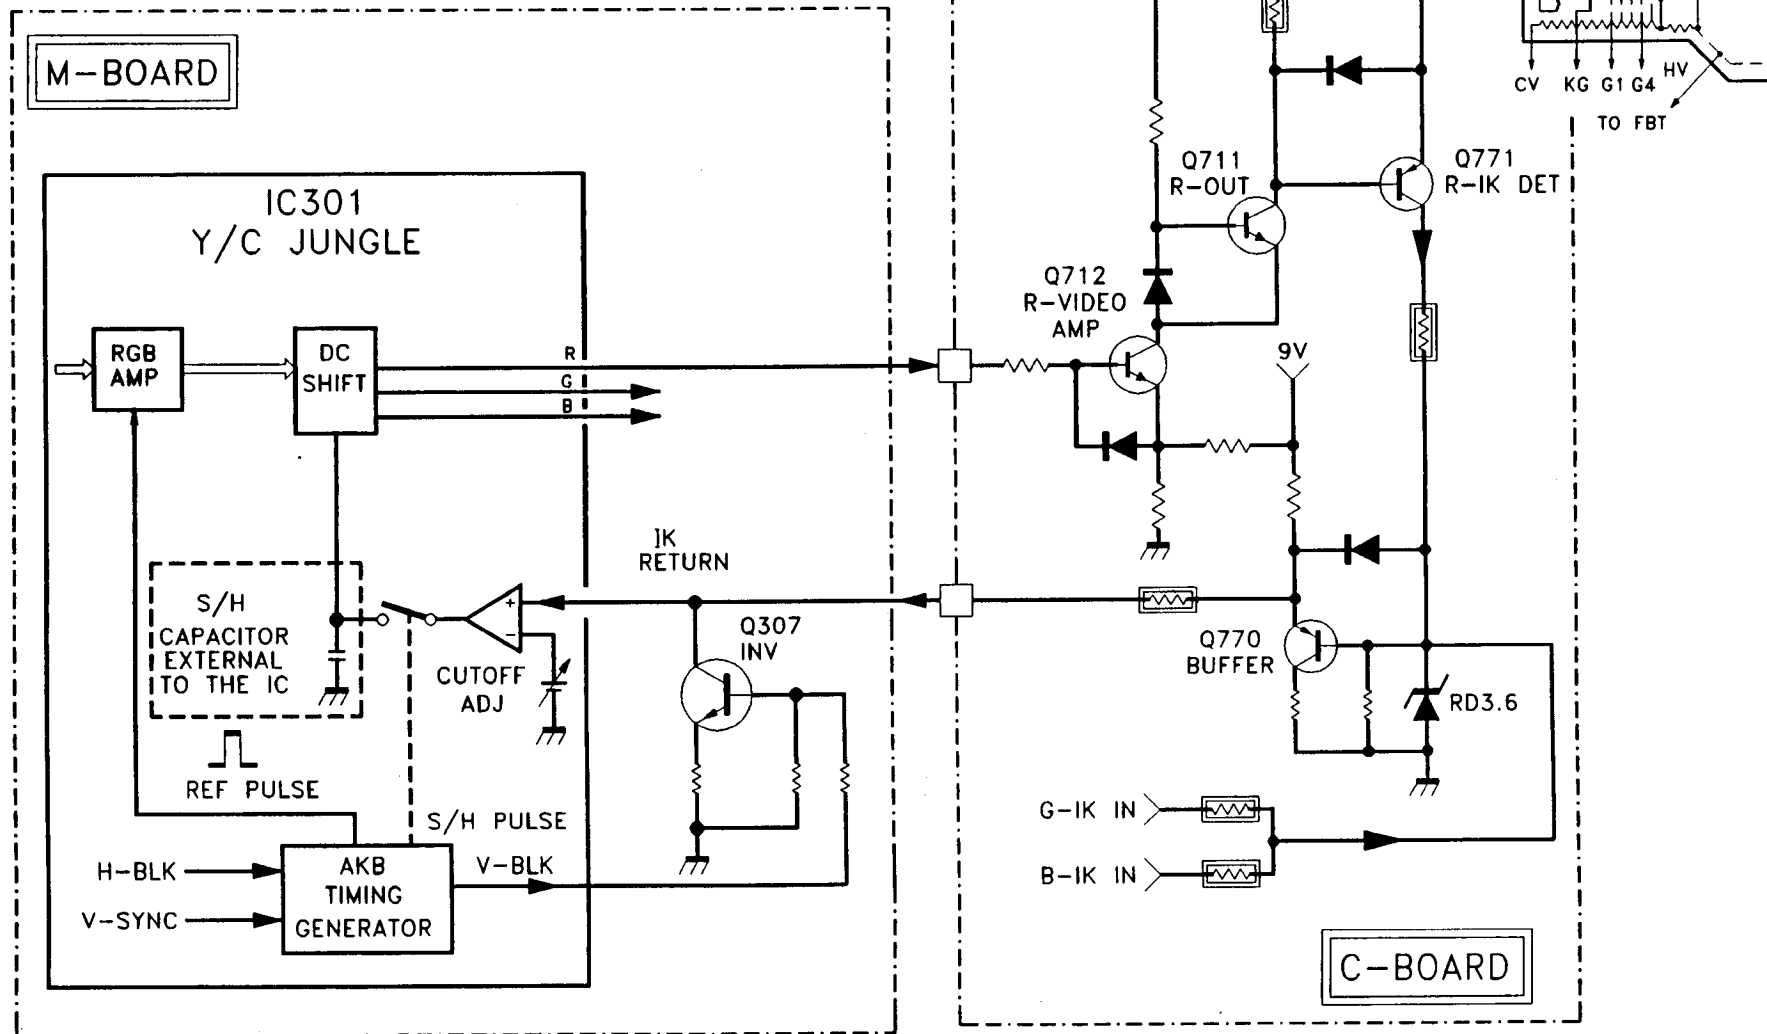 M-BOARD
CV KG G1 G4 HV
TO FBT
Q711
R-OUT
Q771
R-IK DET
IC301
Y/C JUNGLE
Q712
R-VIDEO
AMP
RGB
AMP
DC
SHIFT
R
G
B
9V
IK
RETURN
S/H
CAPACITOR
EXTERNAL
TO THE IC
+
-
CUTOFF
ADJ
Q307
INV
Q770
BUFFER
RD3.6
REF PULSE
S/H PULSE
G-IK IN
B-IK IN
H-BLK
V-SYNC
AKB
TIMING
GENERATOR
V-BLK
C-BOARD